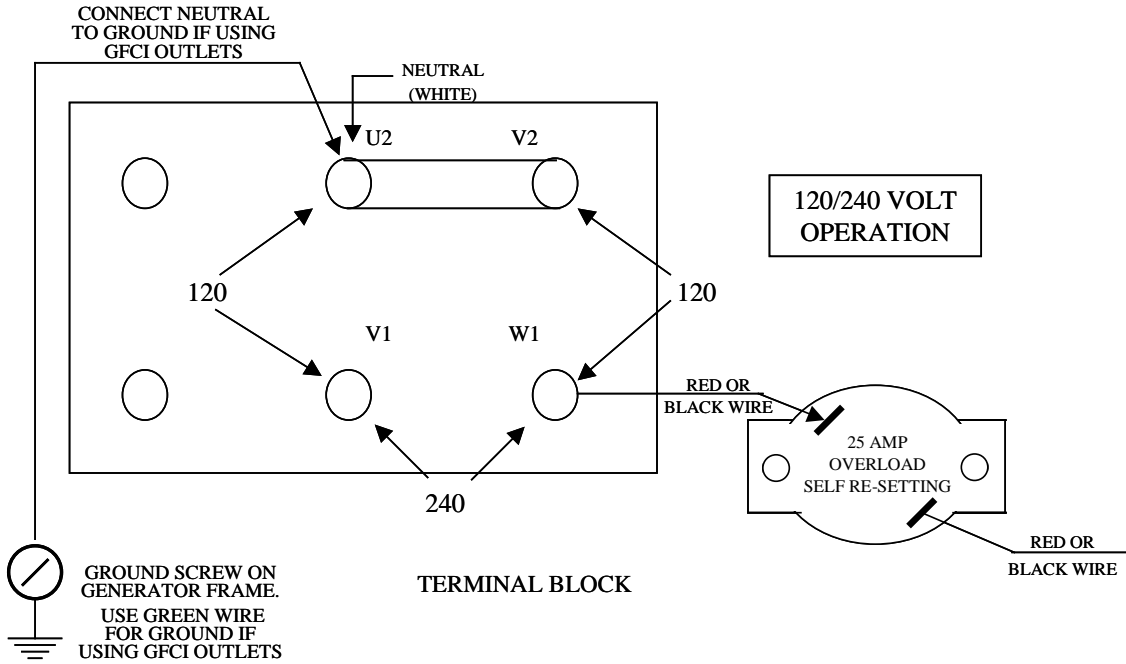 CONNECT NEUTRAL
TO GROUND IF USING
GFCI OUTLETS
NEUTRAL
(WHITE)
U2
V2
120/240 VOLT
OPERATION
120
120
V1
W1
RED OR
BLACK WIRE
25 AMP
OVERLOAD
SELF RE-SETTING
240
RED OR
BLACK WIRE
GROUND SCREW ON
GENERATOR FRAME.
USE GREEN WIRE
FOR GROUND IF
USING GFCI OUTLETS
TERMINAL BLOCK